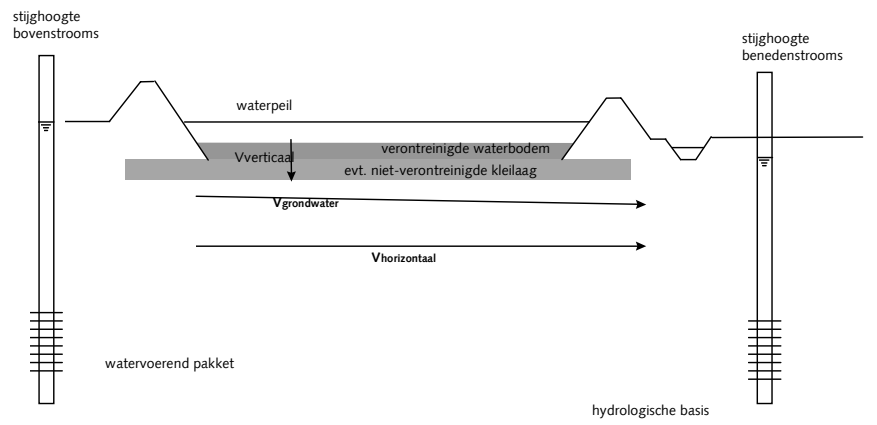 stijghoogte
bovenstrooms
stijghoogte
benedenstrooms
waterpeil
verontreinigde waterbodem
Vverticaal
evt. niet-verontreinigde kleilaag
Vgrondwater
Vhorizontaal
watervoerend pakket
hydrologische basis